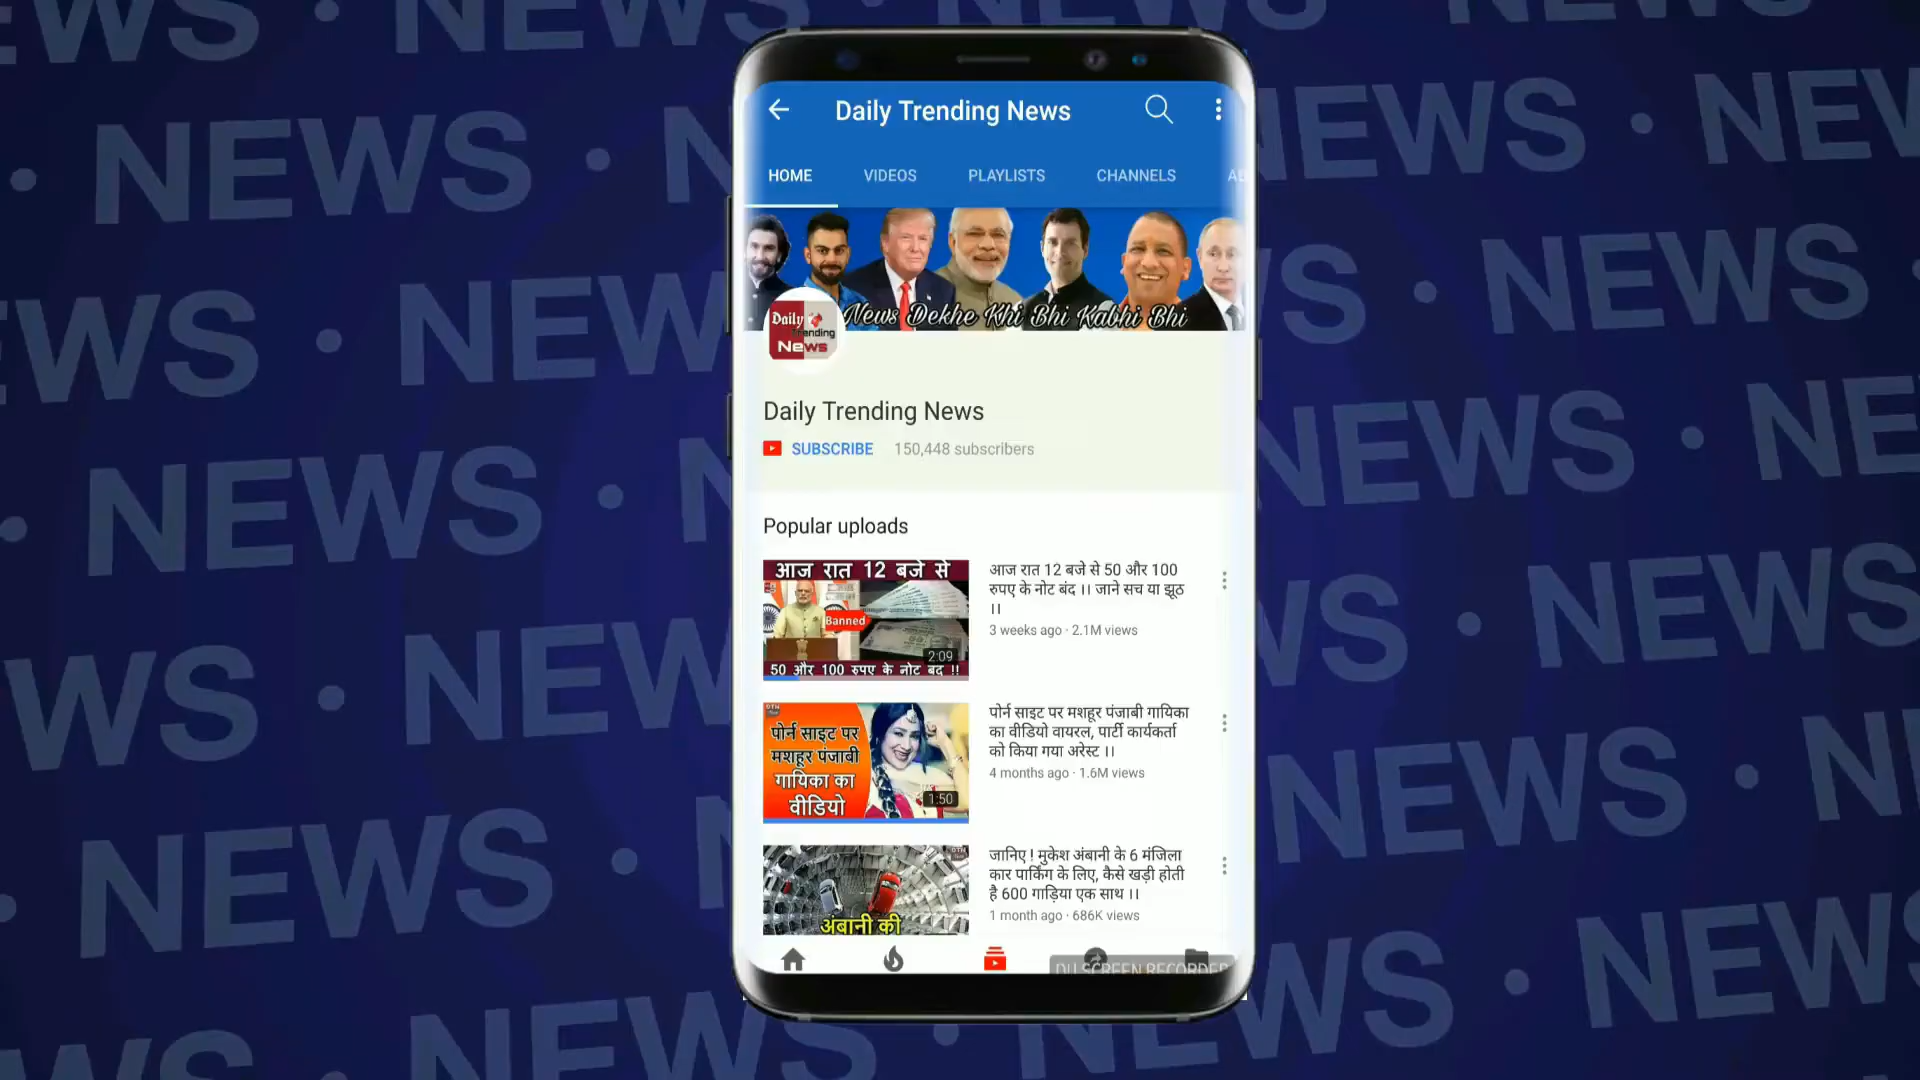 NEWS • NEWS
Daily Trending News
HOME VIDEOS PLAYLISTS CHANNELS
News Dekhe Khi Bhi Kabhi Bhi
Daily
Trending
News
Daily Trending News
SUBSCRIBE 150,448 subscribers
Popular uploads
आज रात 12 बजे से
Banned
2:09
50 और 100 रुपए के नोट बंद !!
आज रात 12 बजे से 50 और 100
रुपए के नोट बंद ।। जाने सच या झूठ
।।
3 weeks ago · 2.1M views
पोर्न साइट पर
मशहूर पंजाबी
गायिका का
वीडियो
1:50
पोर्न साइट पर मशहूर पंजाबी गायिका
का वीडियो वायरल, पार्टी कार्यकर्ता
को किया गया अरेस्ट ।।
4 months ago · 1.6M views
अंबानी की
जानिए ! मुकेश अंबानी के 6 मंजिला
कार पार्किंग के लिए, कैसे खड़ी होती
है 600 गाड़िया एक साथ ।।
1 month ago · 686K views
DU SCREEN RECORDER